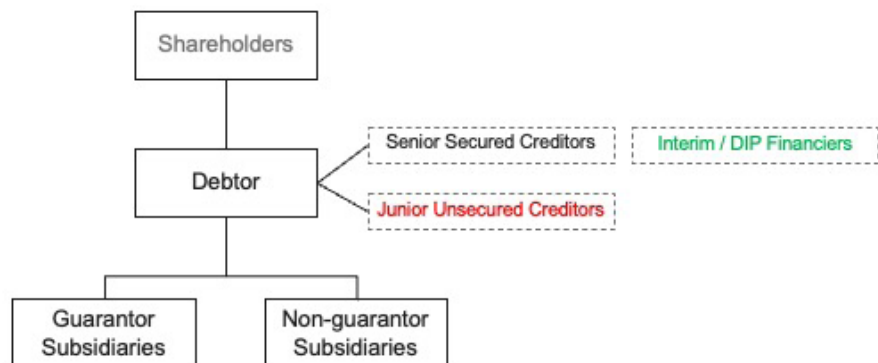 Shareholders
Debtor
Senior Secured Creditors
Interim / DIP Financiers
Junior Unsecured Creditors
Guarantor
Subsidiaries
Non-guarantor
Subsidiaries